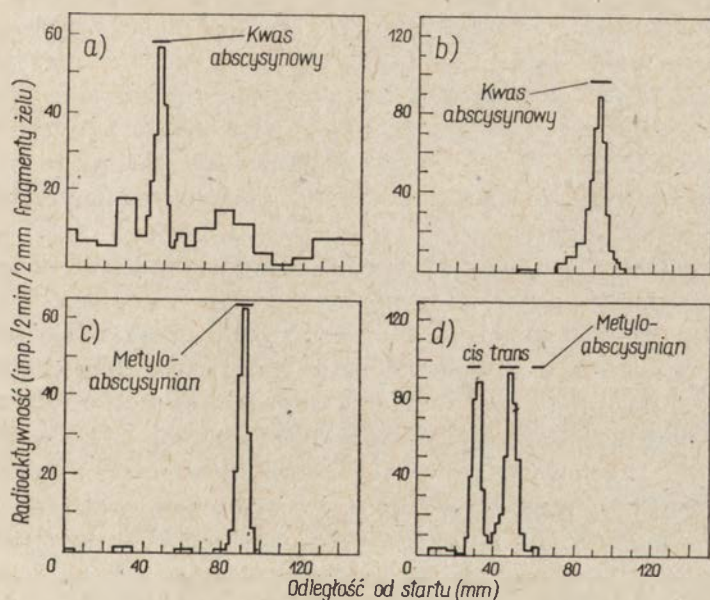 Radioaktywność (imp./2 min/2 mm fragmenty żelu)
60
40
20
a)
Kwas
abscysynowy
120
80
40
b)
Kwas
abscysynowy
60
40
20
0
c)
Metylo-
abscysynian
40
80
120
120
80
40
0
d)
cis trans
Metylo-
abscysynian
40
80
120
Odległość od startu (mm)